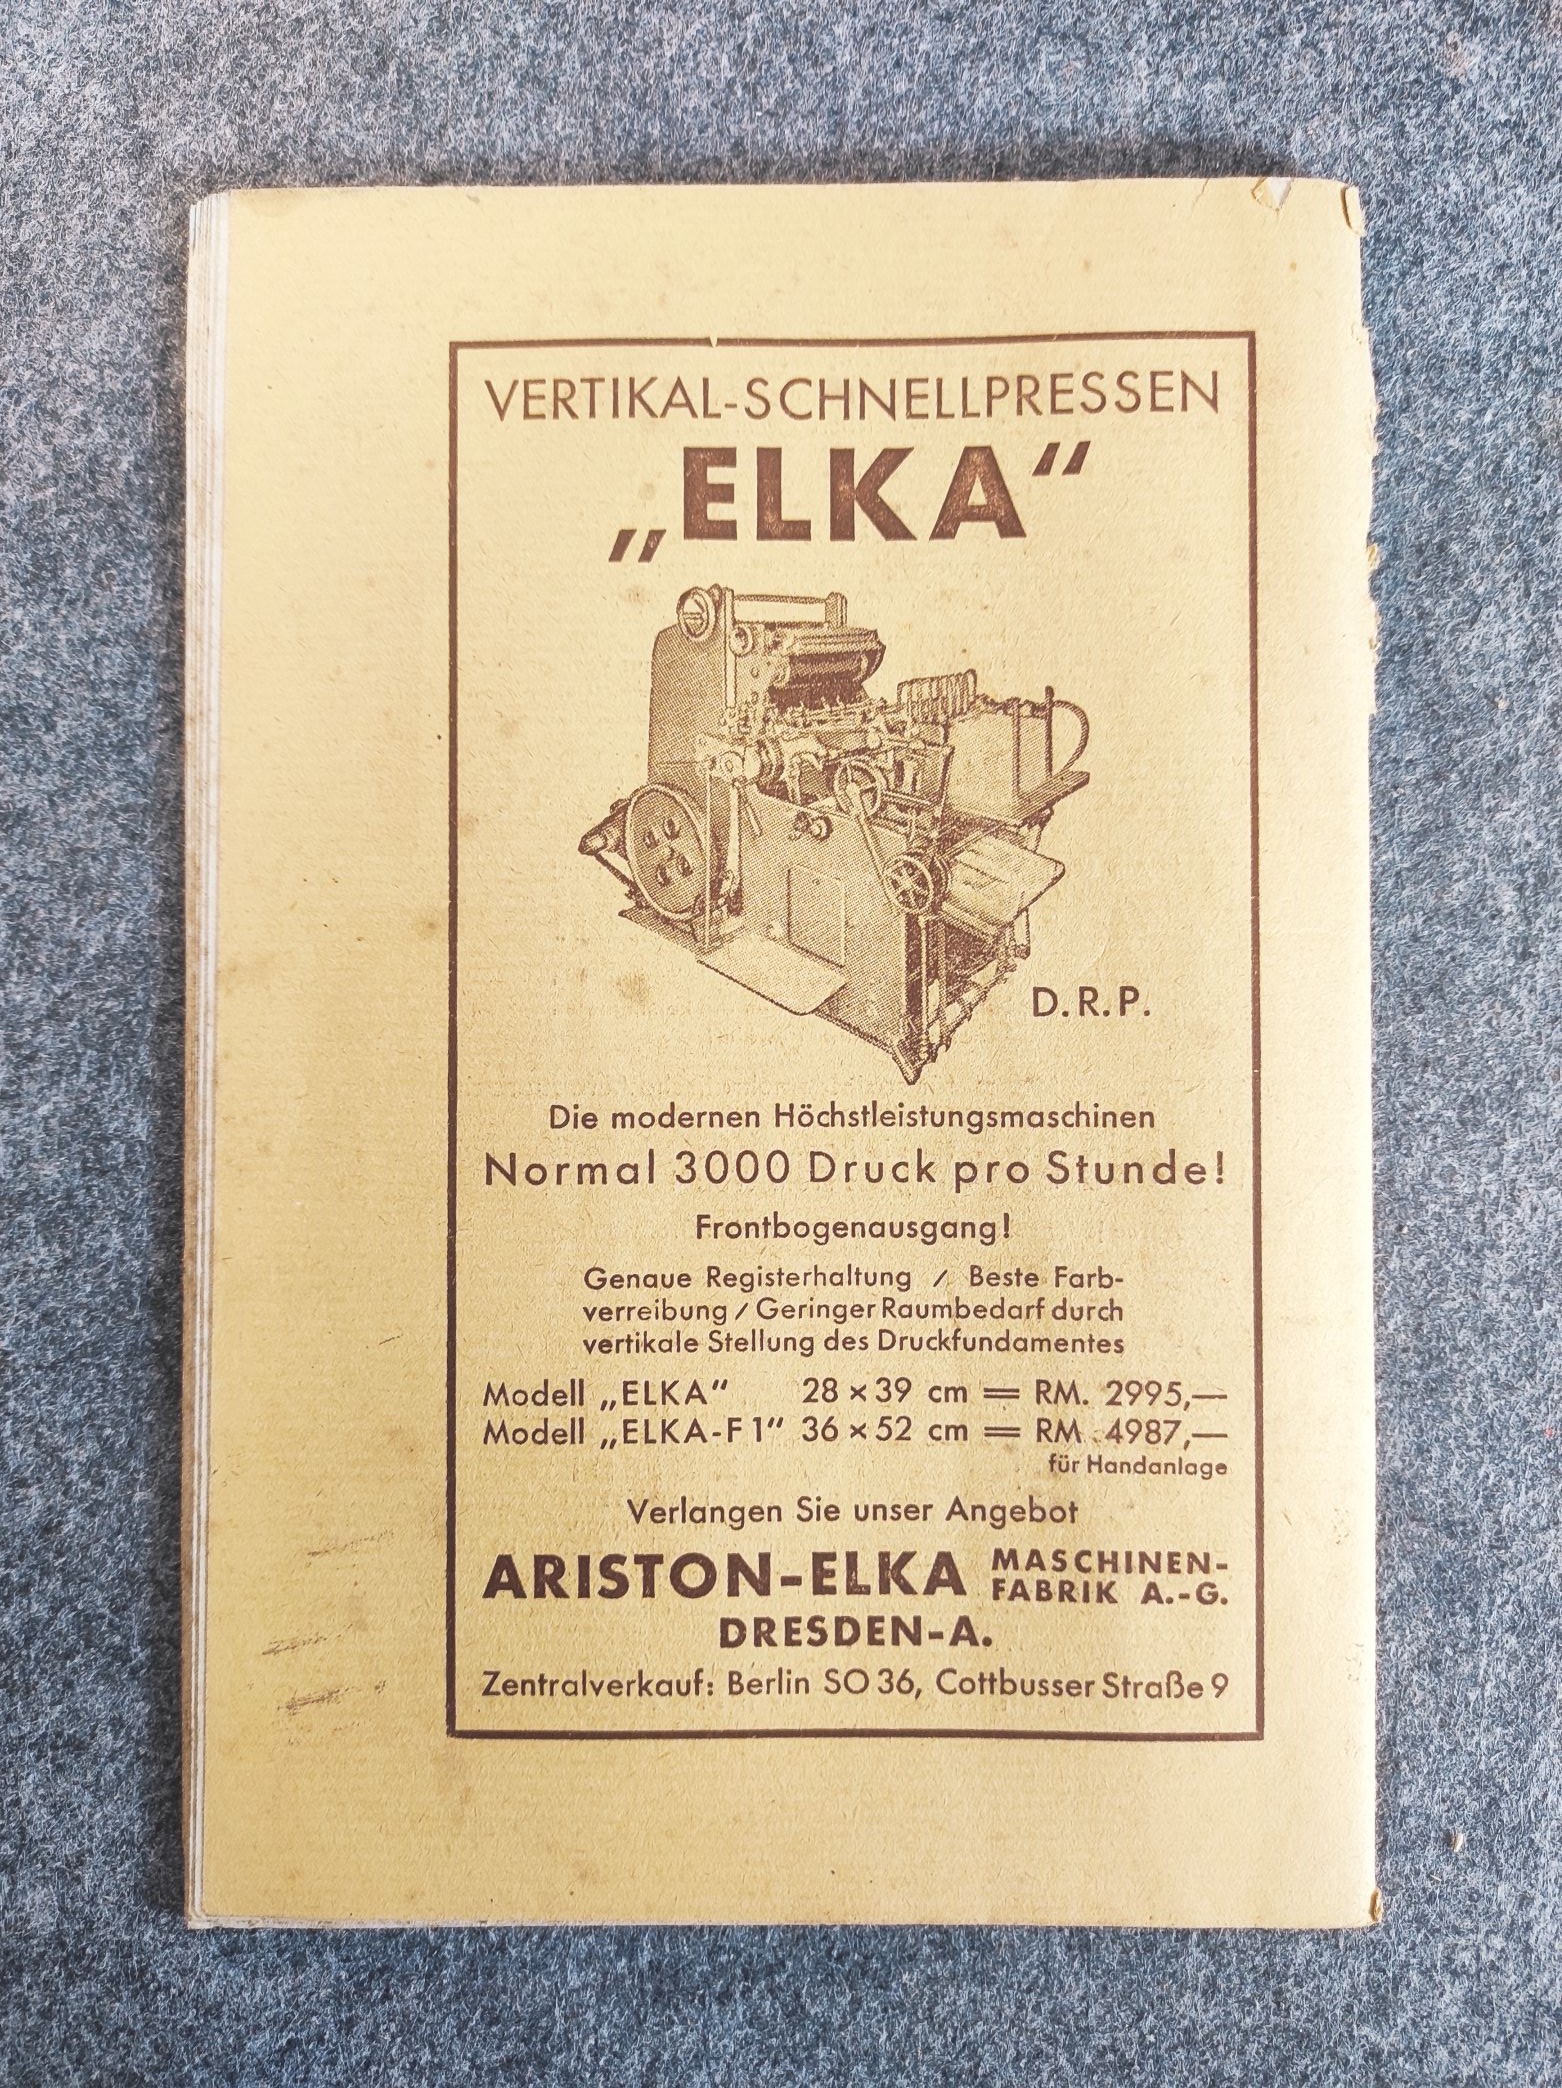 VERTIKAL-SCHNELLPRESSEN
„ELKA“
D.R.P.
Die modernen Höchstleistungsmaschinen
Normal 3000 Druck pro Stunde!
Frontbogenausgang!
Genaue Registerhaltung / Beste Farb-
verreibung / Geringer Raumbedarf durch
vertikale Stellung des Druckfundamentes
Modell „ELKA“ 28 × 39 cm = RM. 2995,—
Modell „ELKA-F1“ 36 × 52 cm = RM 4987,—
für Handanlage
Verlangen Sie unser Angebot
ARISTON-ELKA MASCHINEN-
FABRIK A.-G.
DRESDEN-A.
Zentralverkauf: Berlin SO 36, Cottbusser Straße 9